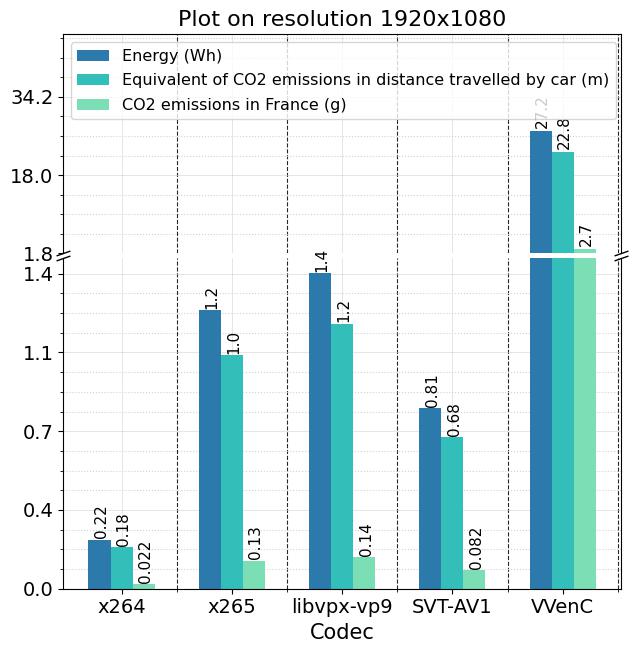 Plot on resolution 1920x1080
Energy (Wh)
Equivalent of CO2 emissions in distance travelled by car (m)
CO2 emissions in France (g)
34.2
18.0
1.8
1.4
1.1
0.7
0.4
0.0
0.22
0.18
0.022
1.2
1.0
0.13
1.4
1.2
0.14
0.81
0.68
0.082
27.2
22.8
2.7
x264
x265
libvpx-vp9
SVT-AV1
VVenC
Codec